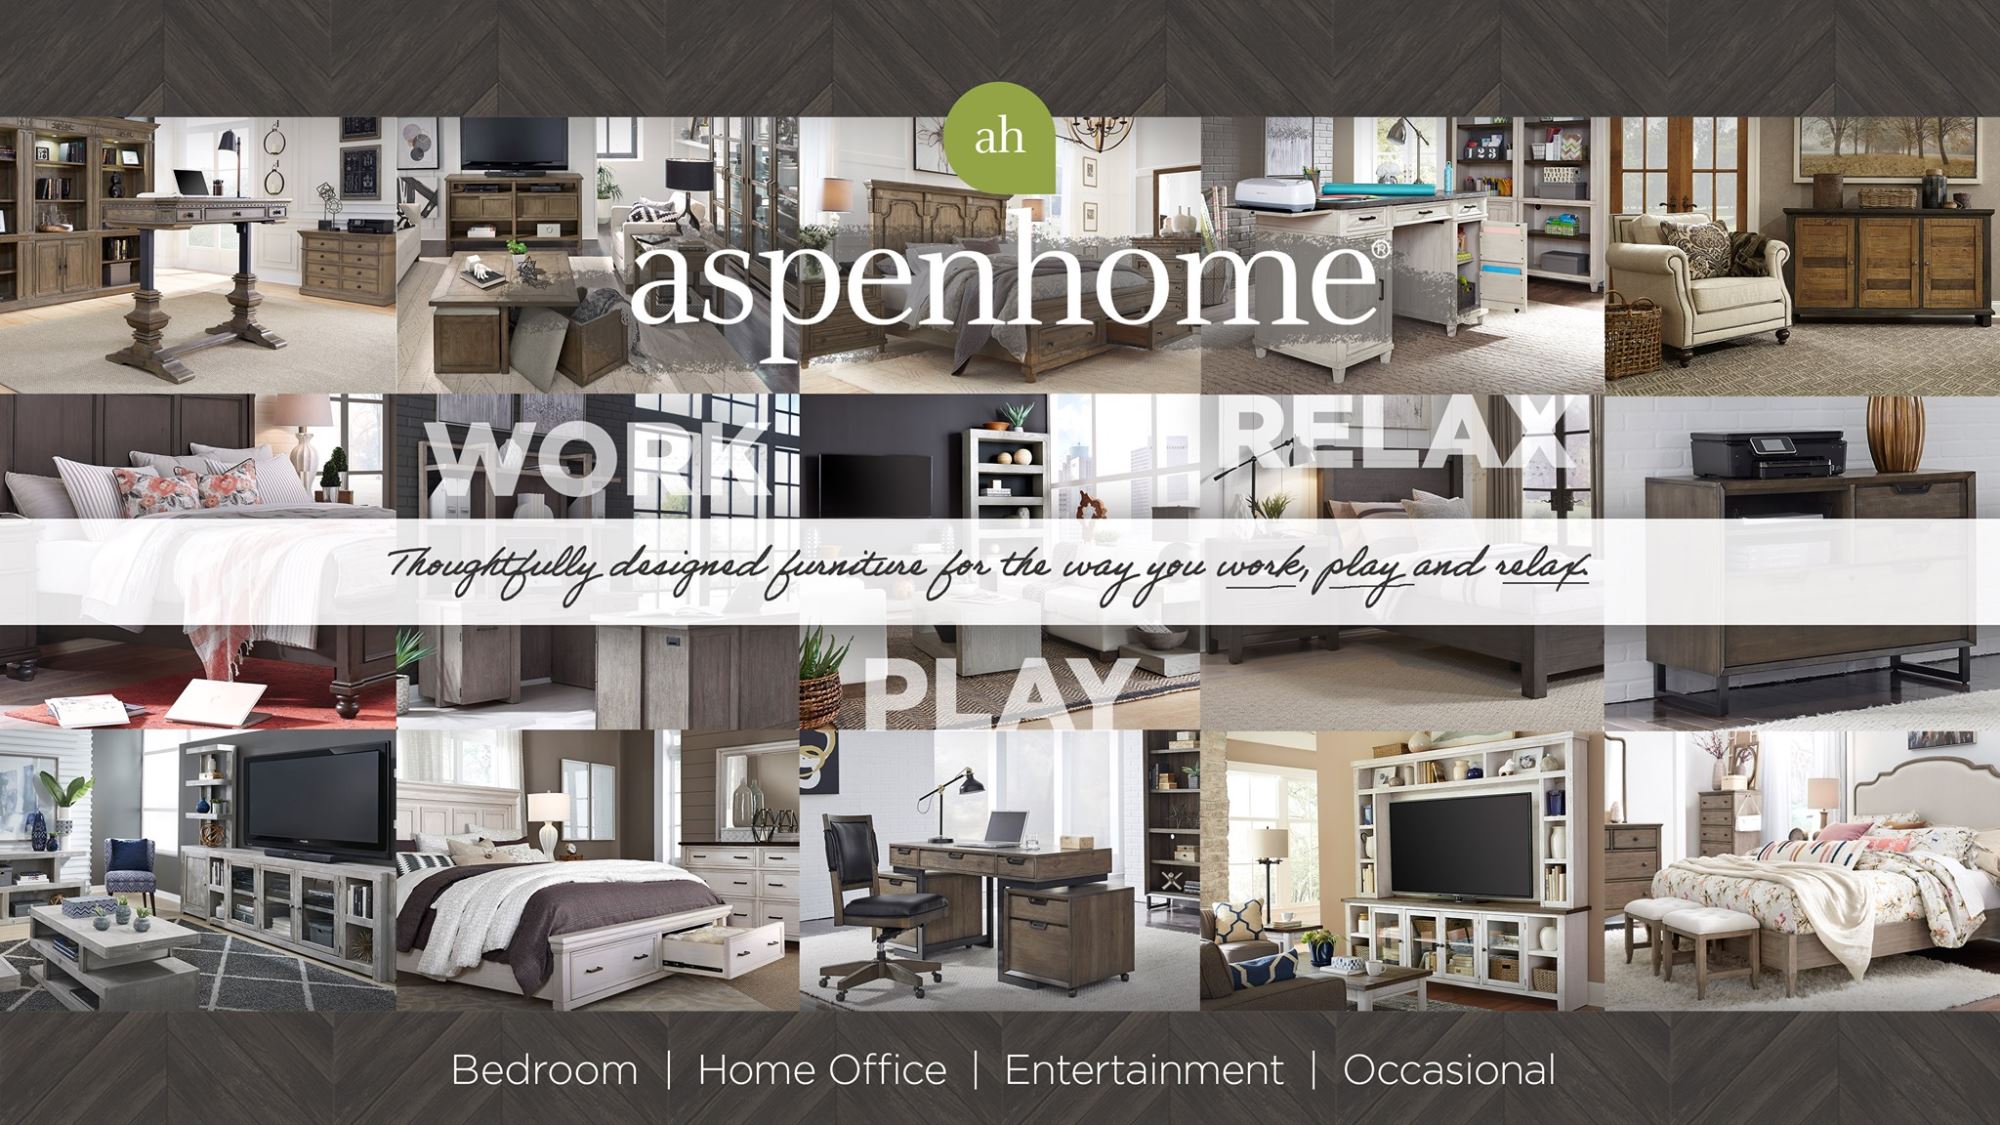 ah
aspenhome®
WORK
RELAX
Thoughtfully designed furniture for the way you work, play and relax.
PLAY
Bedroom | Home Office | Entertainment | Occasional